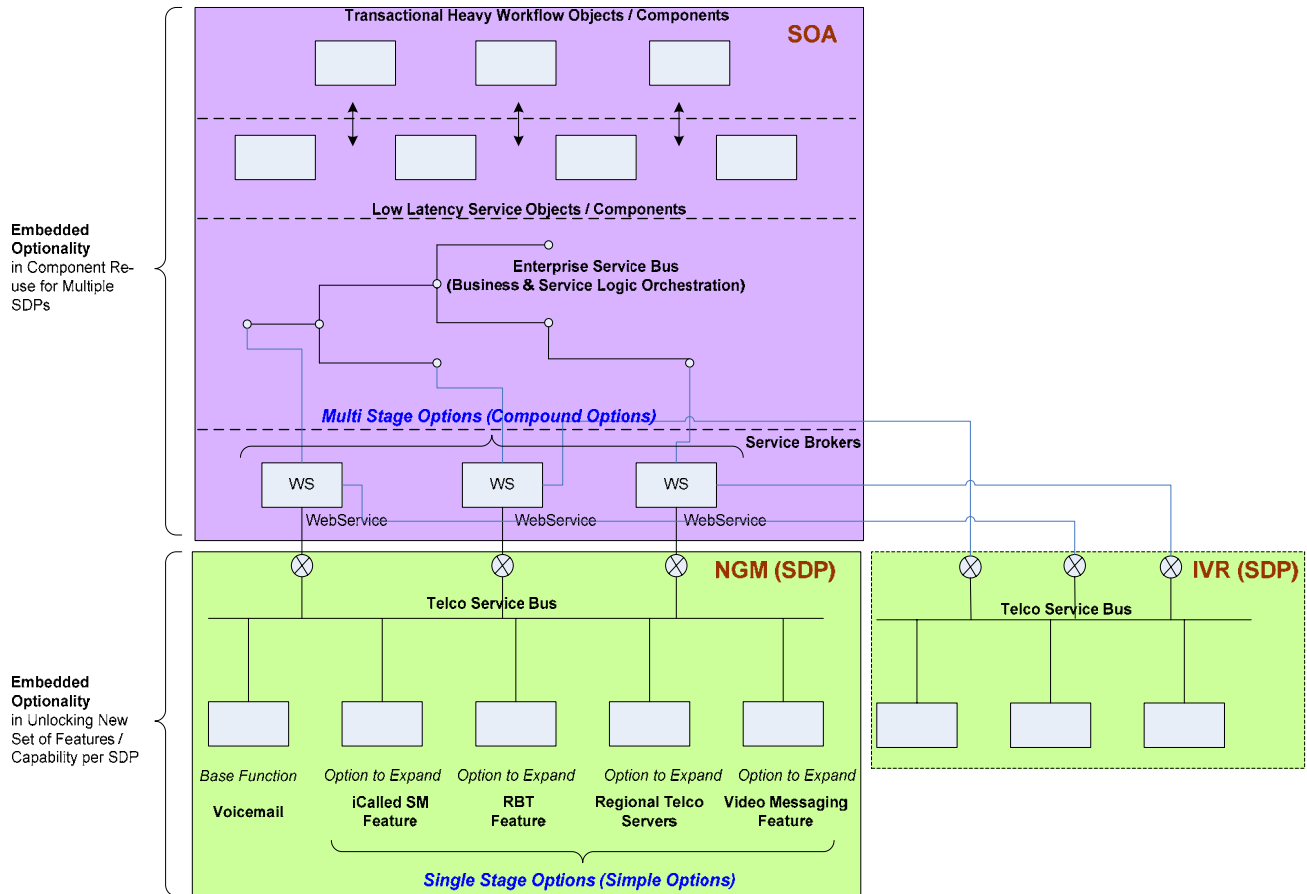 Transactional Heavy Workflow Objects / Components
SOA
Low Latency Service Objects / Components
Embedded
Optionality
in Component Re-
use for Multiple
SDPs
Enterprise Service Bus
(Business & Service Logic Orchestration)
Multi Stage Options (Compound Options)
Service Brokers
WS
WS
WS
WebService
WebService
WebService
NGM (SDP)
IVR (SDP)
Telco Service Bus
Telco Service Bus
Embedded
Optionality
in Unlocking New
Set of Features /
Capability per SDP
Base Function
Voicemail
Option to Expand
iCalled SM
Feature
Option to Expand
RBT
Feature
Option to Expand
Regional Telco
Servers
Option to Expand
Video Messaging
Feature
Single Stage Options (Simple Options)